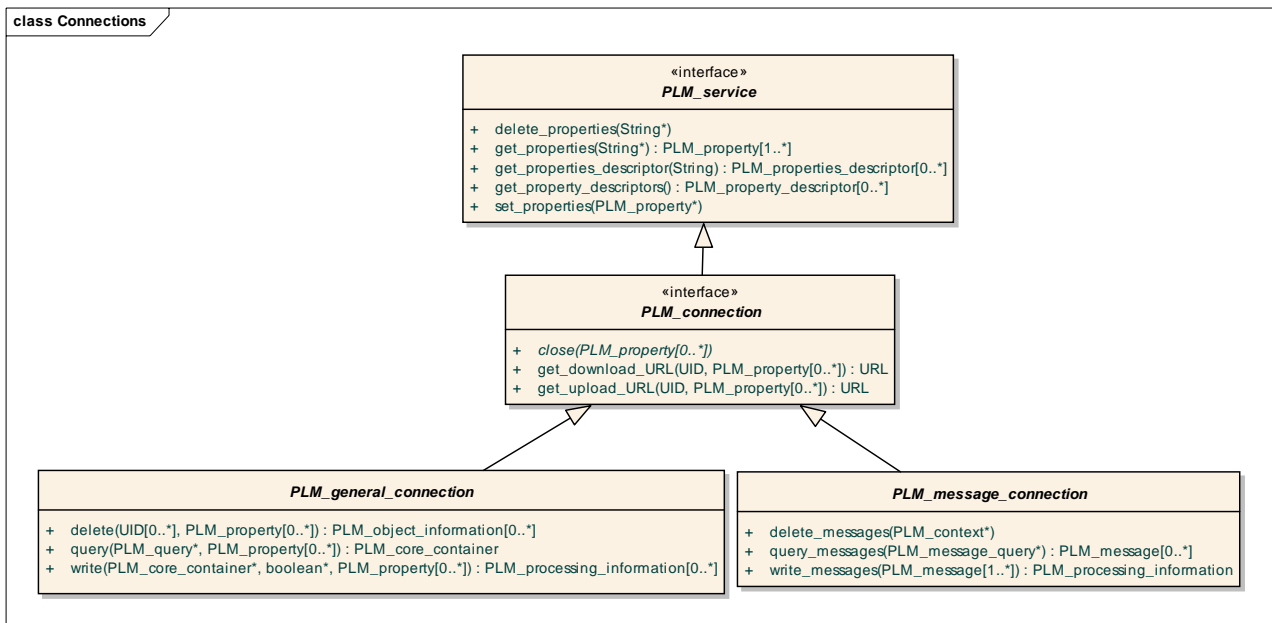 class Connections
«interface»
PLM_service
+ delete_properties(String*)
+ get_properties(String*) : PLM_property[1..*]
+ get_properties_descriptor(String) : PLM_properties_descriptor[0..*]
+ get_property_descriptors() : PLM_property_descriptor[0..*]
+ set_properties(PLM_property*)
«interface»
PLM_connection
+ close(PLM_property[0..*])
+ get_download_URL(UID, PLM_property[0..*]) : URL
+ get_upload_URL(UID, PLM_property[0..*]) : URL
PLM_general_connection
+ delete(UID[0..*], PLM_property[0..*]) : PLM_object_information[0..*]
+ query(PLM_query*, PLM_property[0..*]) : PLM_core_container
+ write(PLM_core_container*, boolean*, PLM_property[0..*]) : PLM_processing_information[0..*]
PLM_message_connection
+ delete_messages(PLM_context*)
+ query_messages(PLM_message_query*) : PLM_message[0..*]
+ write_messages(PLM_message[1..*]) : PLM_processing_information